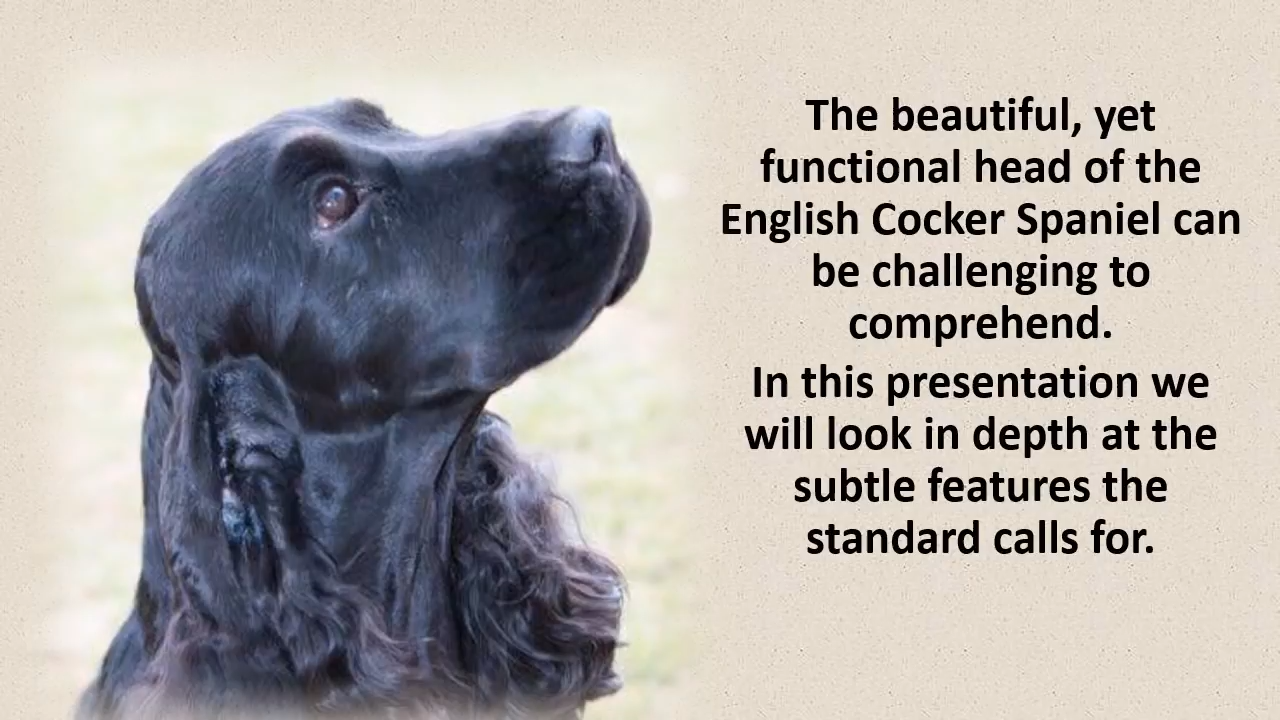 The beautiful, yet
functional head of the
English Cocker Spaniel can
be challenging to
comprehend.
In this presentation we
will look in depth at the
subtle features the
standard calls for.